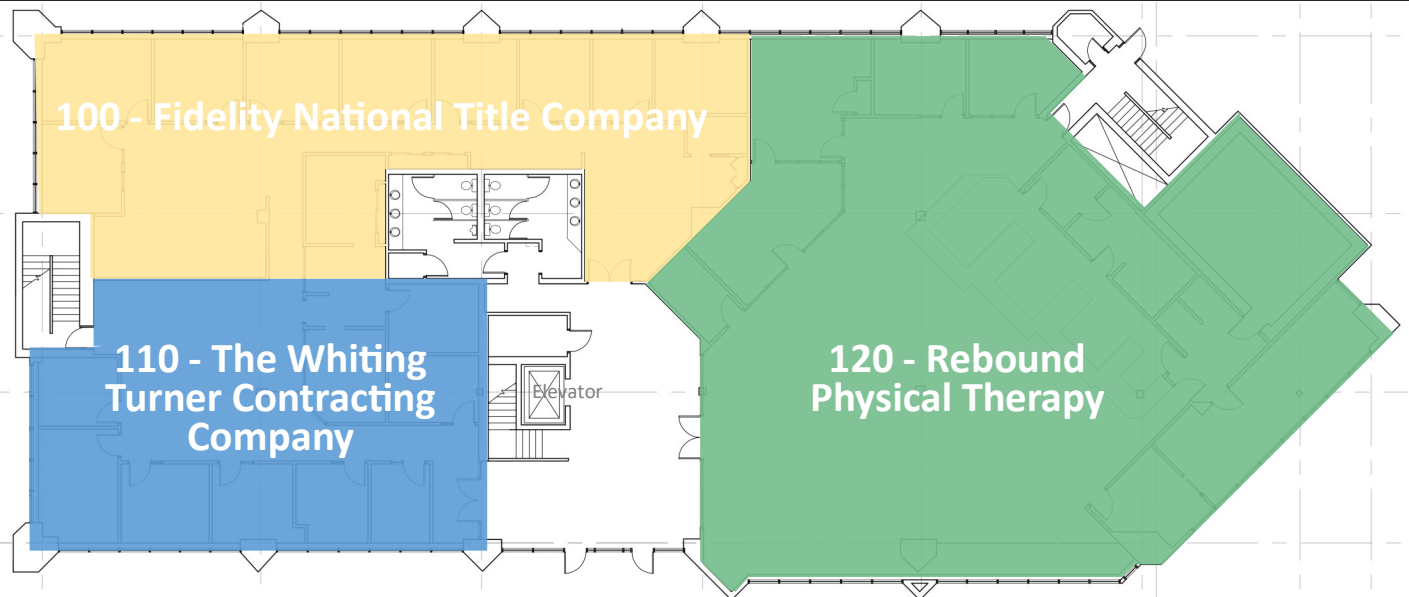 100 - Fidelity National Title Company
110 - The Whiting
Turner Contracting
Company
Elevator
120 - Rebound
Physical Therapy